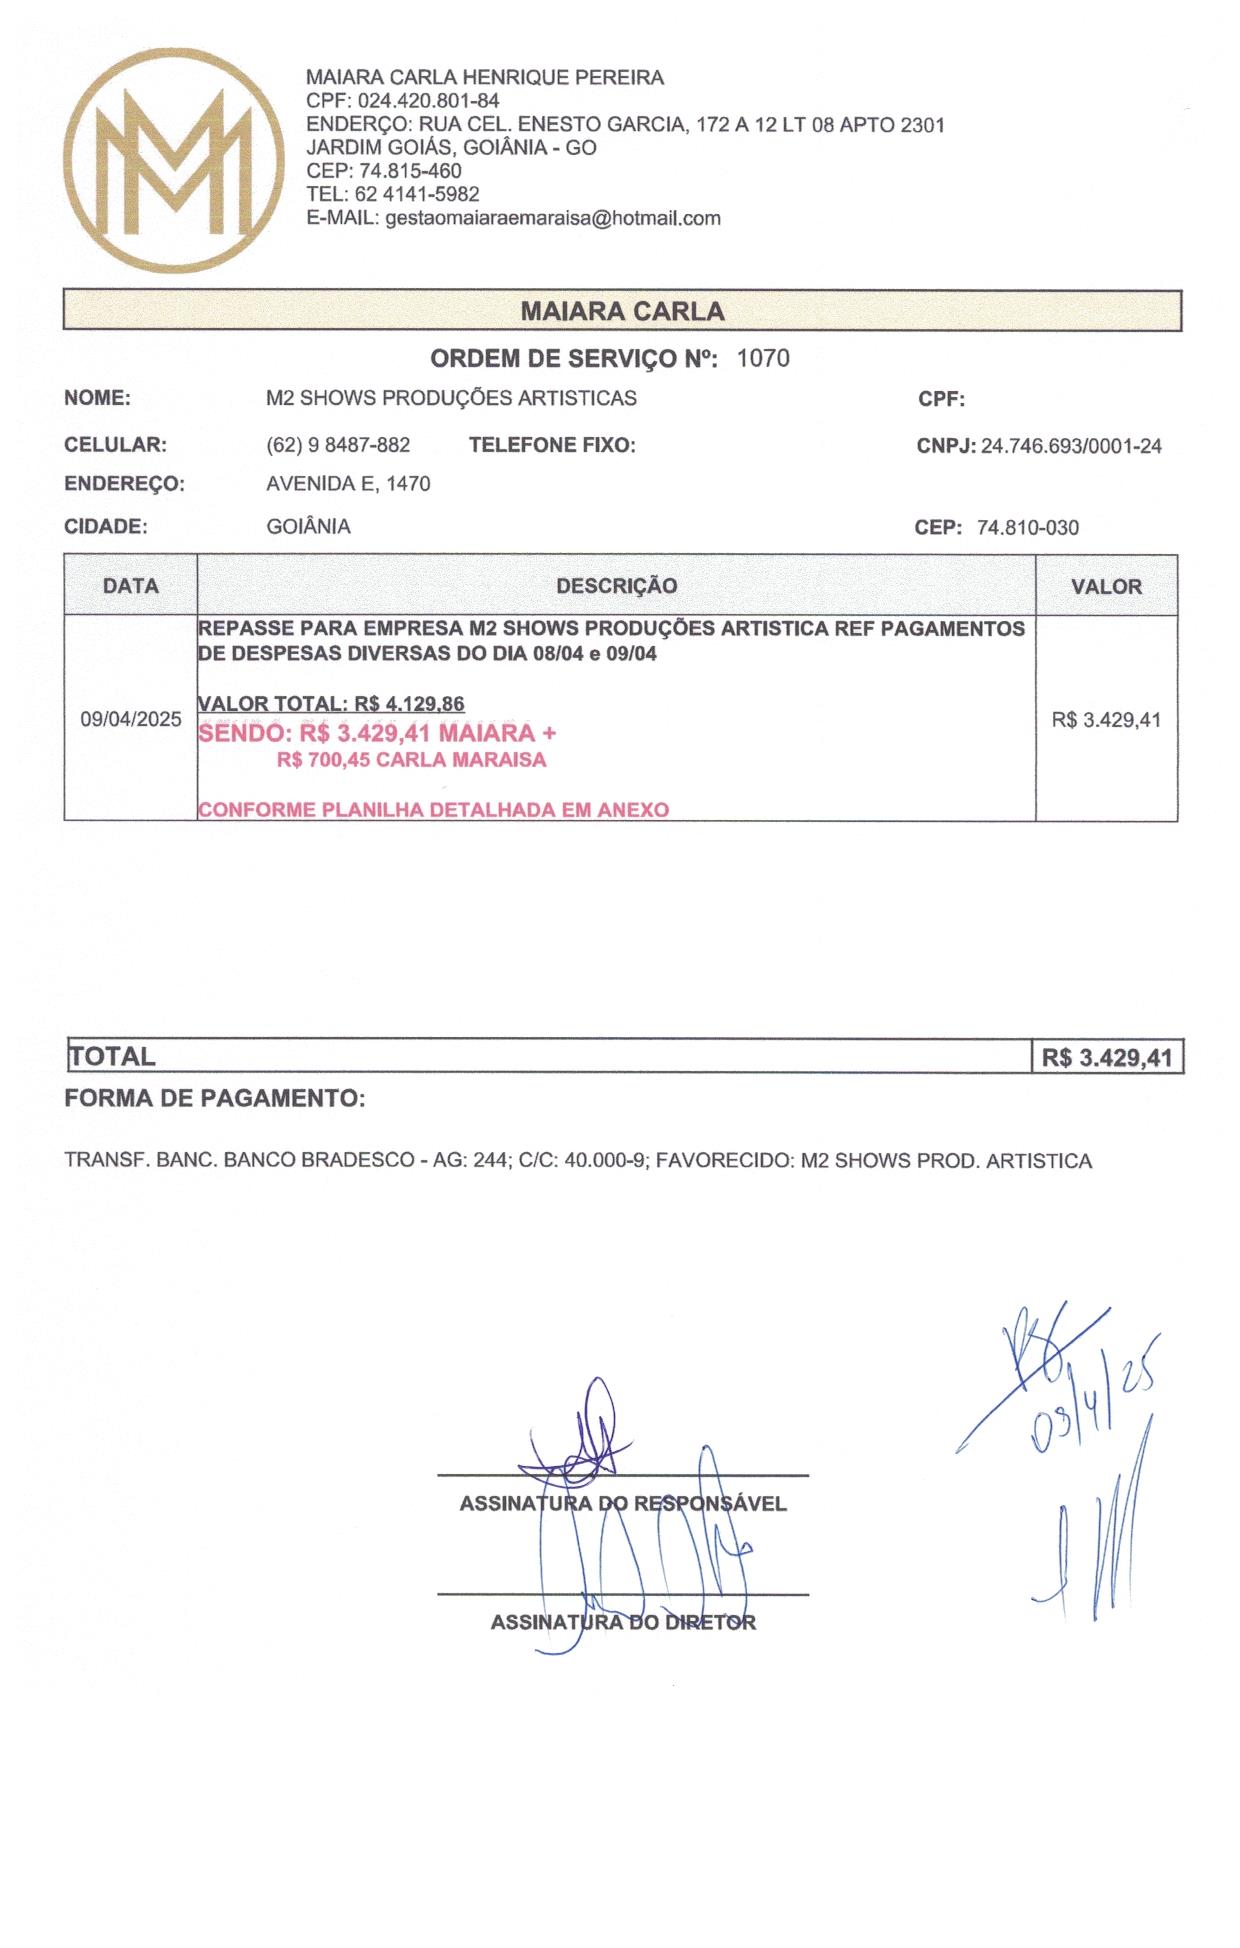 MAIARA CARLA HENRIQUE PEREIRA
CPF: 024.420.801-84
ENDERÇO: RUA CEL. ENESTO GARCIA, 172 A 12 LT 08 APTO 2301
JARDIM GOIÁS, GOIÂNIA - GO
CEP: 74.815-460
TEL: 62 4141-5982
E-MAIL: gestaomaiaraemaraisa@hotmail.com
MAIARA CARLA
ORDEM DE SERVIÇO Nº: 1070
NOME: M2 SHOWS PRODUÇÕES ARTISTICAS CPF:
CELULAR: (62) 9 8487-882 TELEFONE FIXO: CNPJ: 24.746.693/0001-24
ENDEREÇO: AVENIDA E, 1470
CIDADE: GOIÂNIA CEP: 74.810-030
DATA DESCRIÇÃO VALOR
REPASSE PARA EMPRESA M2 SHOWS PRODUÇÕES ARTISTICA REF PAGAMENTOS
DE DESPESAS DIVERSAS DO DIA 08/04 e 09/04
VALOR TOTAL: R$ 4.129,86
09/04/2025 SENDO: R$ 3.429,41 MAIARA + R$ 3.429,41
R$ 700,45 CARLA MARAISA
CONFORME PLANILHA DETALHADA EM ANEXO
TOTAL R$ 3.429,41
FORMA DE PAGAMENTO:
TRANSF. BANC. BANCO BRADESCO - AG: 244; C/C: 40.000-9; FAVORECIDO: M2 SHOWS PROD. ARTISTICA
09/4/25
ASSINATURA DO RESPONSÁVEL
ASSINATURA DO DIRETOR